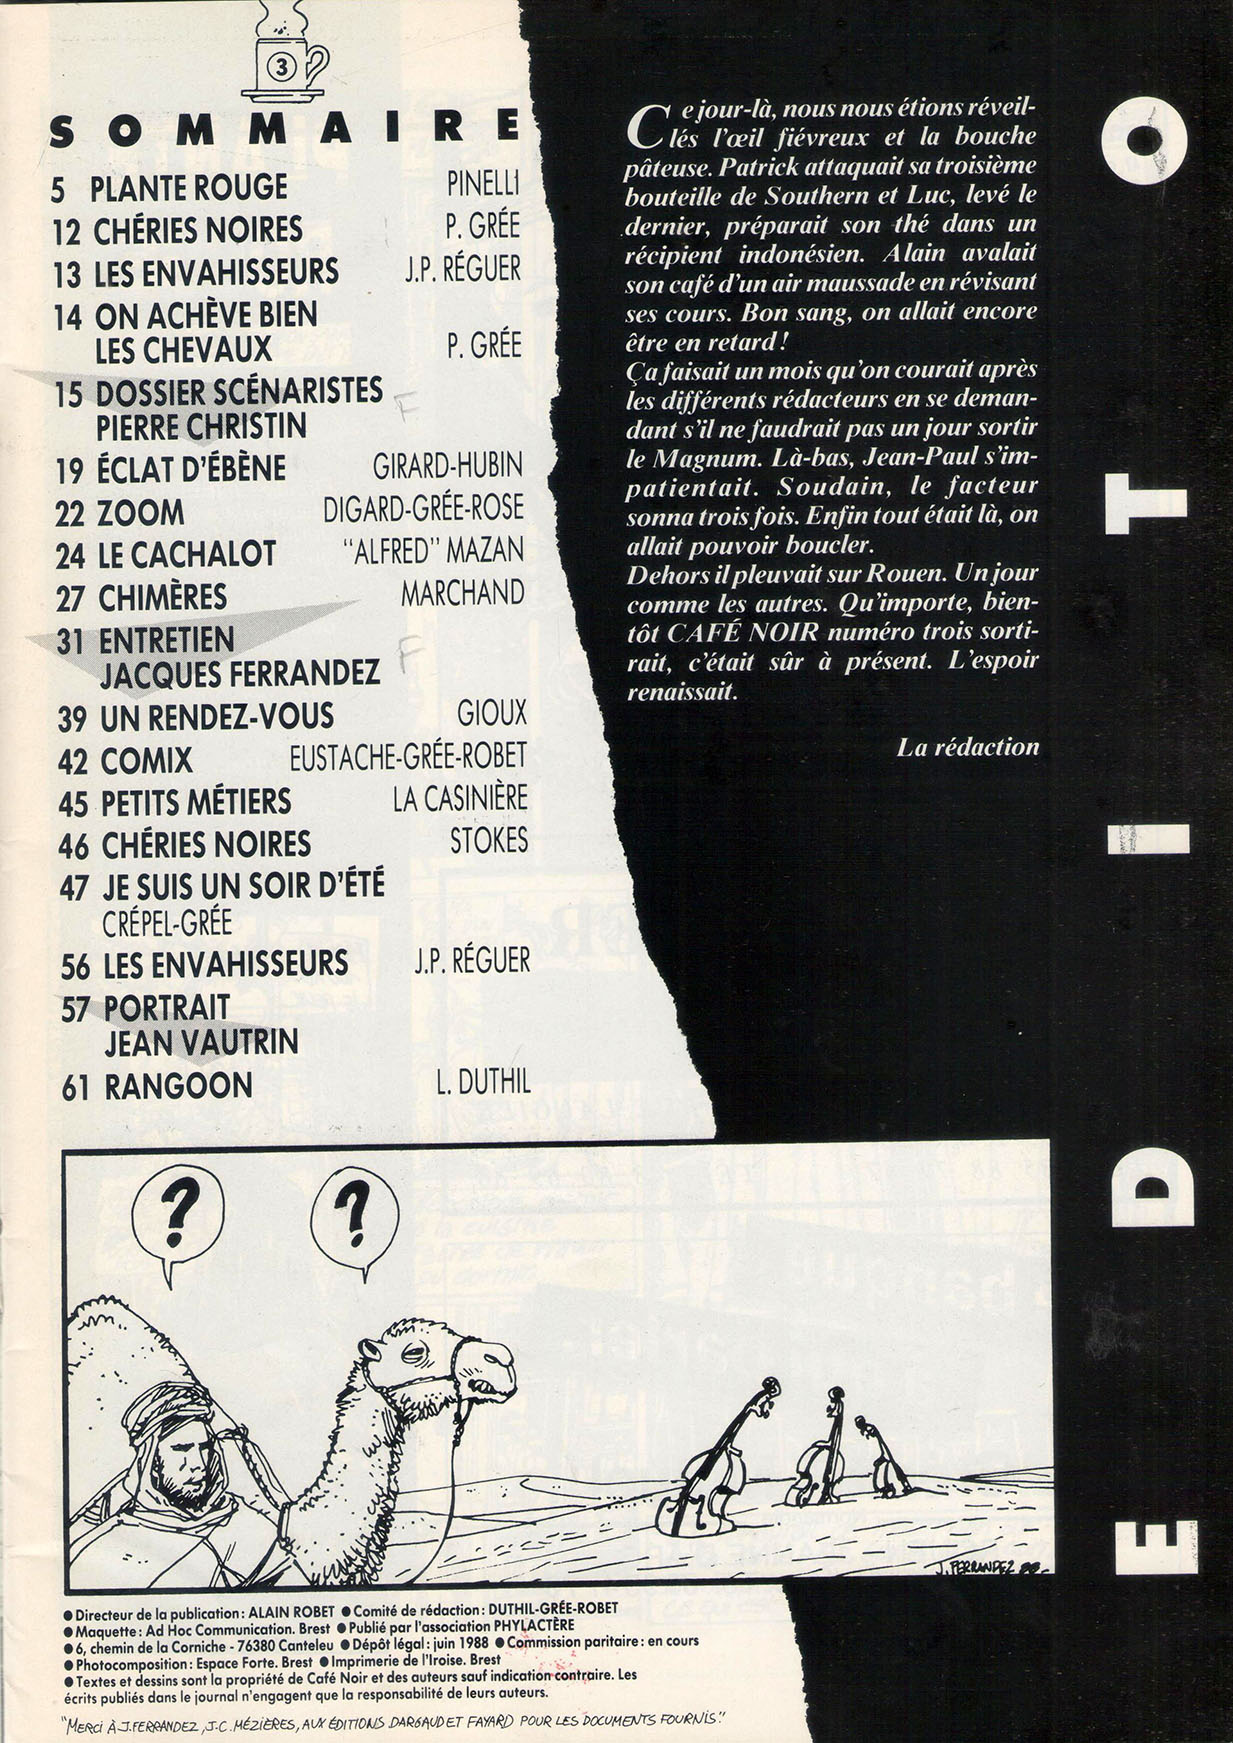 3
SOMMAIRE
5 PLANTE ROUGE PINELLI
12 CHÉRIES NOIRES P. GRÉE
13 LES ENVAHISSEURS J.P. RÉGUER
14 ON ACHÈVE BIEN
LES CHEVAUX P. GRÉE
15 DOSSIER SCÉNARISTES
PIERRE CHRISTIN
F
19 ÉCLAT D'ÉBÈNE GIRARD-HUBIN
22 ZOOM DIGARD-GRÉE-ROSE
24 LE CACHALOT "ALFRED" MAZAN
27 CHIMÈRES MARCHAND
31 ENTRETIEN
JACQUES FERRANDEZ
F
39 UN RENDEZ-VOUS GIOUX
42 COMIX EUSTACHE-GRÉE-ROBET
45 PETITS MÉTIERS LA CASINIÈRE
46 CHÉRIES NOIRES STOKES
47 JE SUIS UN SOIR D'ÉTÉ
CRÉPEL-GRÉE
56 LES ENVAHISSEURS J.P. RÉGUER
57 PORTRAIT
JEAN VAUTRIN
61 RANGOON L. DUTHIL
Ce jour-là, nous nous étions réveil-
lés l'œil fiévreux et la bouche
pâteuse. Patrick attaquait sa troisième
bouteille de Southern et Luc, levé le
dernier, préparait son thé dans un
récipient indonésien. Alain avalait
son café d'un air maussade en révisant
ses cours. Bon sang, on allait encore
être en retard !
Ça faisait un mois qu'on courait après
les différents rédacteurs en se deman-
dant s'il ne faudrait pas un jour sortir
le Magnum. Là-bas, Jean-Paul s'im-
patientait. Soudain, le facteur
sonna trois fois. Enfin tout était là, on
allait pouvoir boucler.
Dehors il pleuvait sur Rouen. Un jour
comme les autres. Qu'importe, bien-
tôt CAFÉ NOIR numéro trois sorti-
rait, c'était sûr à présent. L'espoir
renaissait.
La rédaction
EDITO
?
?
J. FERRANDEZ 88
● Directeur de la publication : ALAIN ROBET ● Comité de rédaction : DUTHIL-GRÉE-ROBET
● Maquette : Ad Hoc Communication. Brest ● Publié par l'association PHYLACTÈRE
● 6, chemin de la Corniche - 76380 Canteleu ● Dépôt légal : juin 1988 ● Commission paritaire : en cours
● Photocomposition : Espace Forte. Brest ● Imprimerie de l'Iroise. Brest
● Textes et dessins sont la propriété de Café Noir et des auteurs sauf indication contraire. Les
écrits publiés dans le journal n'engagent que la responsabilité de leurs auteurs.
"MERCI À J.FERRANDEZ, J-C. MÉZIÈRES, AUX ÉDITIONS DARGAUD ET FAYARD POUR LES DOCUMENTS FOURNIS."